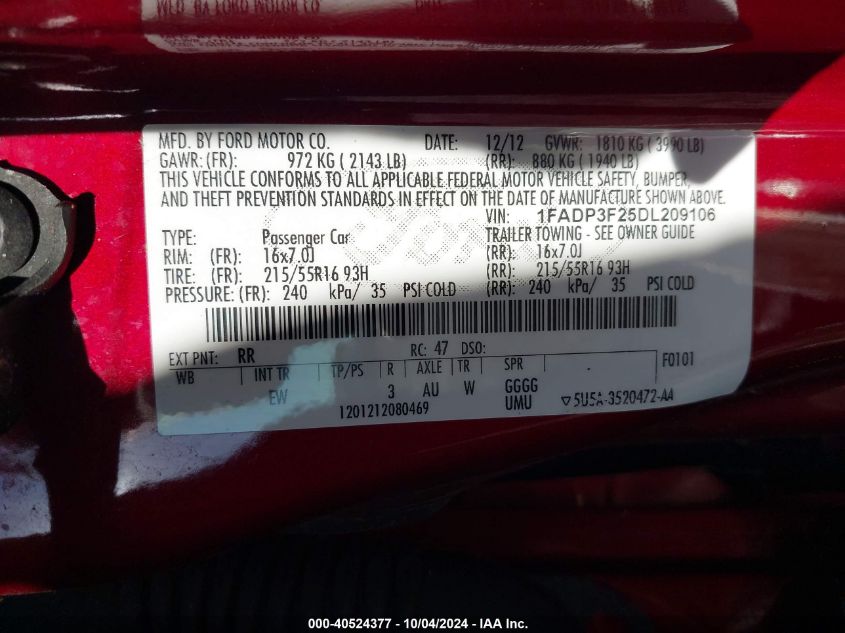 MFD. BY FORD MOTOR CO. DATE: 12/12 GVWR: 1810 KG ( 3990 LB)
GAWR: (FR): 972 KG ( 2143 LB) (RR): 880 KG ( 1940 LB)
THIS VEHICLE CONFORMS TO ALL APPLICABLE FEDERAL MOTOR VEHICLE SAFETY, BUMPER,
AND THEFT PREVENTION STANDARDS IN EFFECT ON THE DATE OF MANUFACTURE SHOWN ABOVE.
VIN: 1FADP3F25DL209106
TYPE: Passenger Car TRAILER TOWING - SEE OWNER GUIDE
RIM: (FR): 16x7.0J (RR): 16x7.0J
TIRE: (FR): 215/55R16 93H (RR): 215/55R16 93H
PRESSURE: (FR): 240 kPa/ 35 PSI COLD (RR): 240 kPa/ 35 PSI COLD
EXT PNT: RR RC: 47 DSO: F0101
WB INT TR TP/PS R AXLE TR SPR
EW 3 AU W GGGG
1201212080469 UMU ▽5U5A-3520472-AA
000-40524377 - 10/04/2024 - IAA Inc.